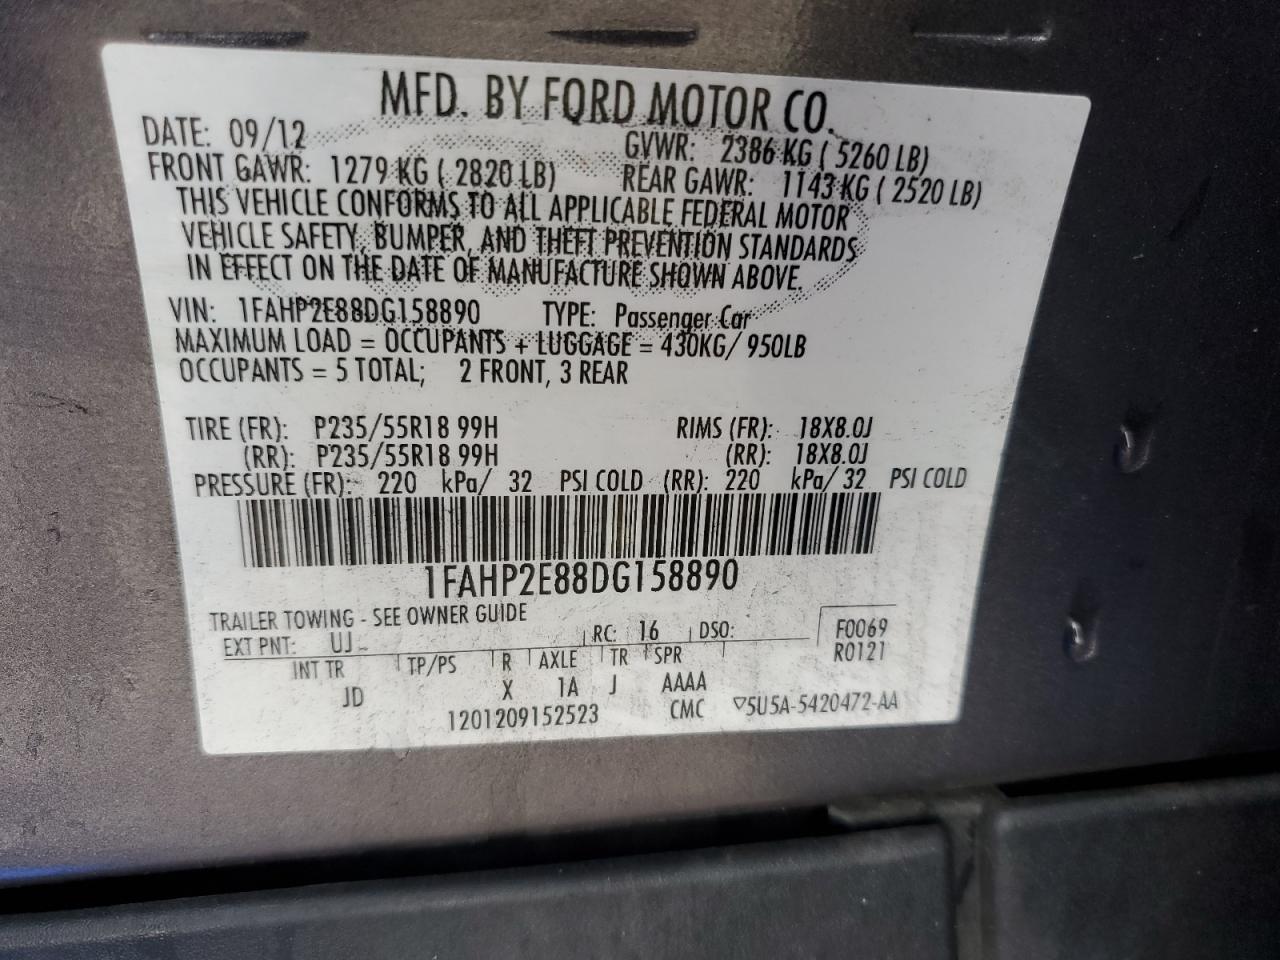 MFD. BY FORD MOTOR CO.
DATE: 09/12 GVWR: 2386 KG ( 5260 LB)
FRONT GAWR: 1279 KG ( 2820 LB) REAR GAWR: 1143 KG ( 2520 LB)
THIS VEHICLE CONFORMS TO ALL APPLICABLE FEDERAL MOTOR
VEHICLE SAFETY, BUMPER, AND THEFT PREVENTION STANDARDS
IN EFFECT ON THE DATE OF MANUFACTURE SHOWN ABOVE.
VIN: 1FAHP2E88DG158890 TYPE: Passenger Car
MAXIMUM LOAD = OCCUPANTS + LUGGAGE = 430KG/ 950LB
OCCUPANTS = 5 TOTAL; 2 FRONT, 3 REAR
TIRE (FR): P235/55R18 99H RIMS (FR): 18X8.0J
(RR): P235/55R18 99H (RR): 18X8.0J
PRESSURE (FR): 220 kPa/ 32 PSI COLD (RR): 220 kPa/ 32 PSI COLD
1FAHP2E88DG158890
TRAILER TOWING - SEE OWNER GUIDE
EXT PNT: UJ RC: 16 DSO: F0069
INT TR TP/PS R AXLE TR SPR R0121
JD X 1A J AAAA
1201209152523 CMC ▽5U5A-5420472-AA